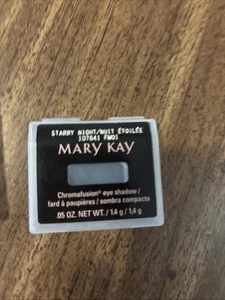 STARRY NIGHT/NUIT ÉTOILÉE
107641 FM01
MARY KAY
Chromafusion® eye shadow /
fard à paupières / sombra compacta
.05 OZ. NET WT. / 1,4 g / 1.4 g